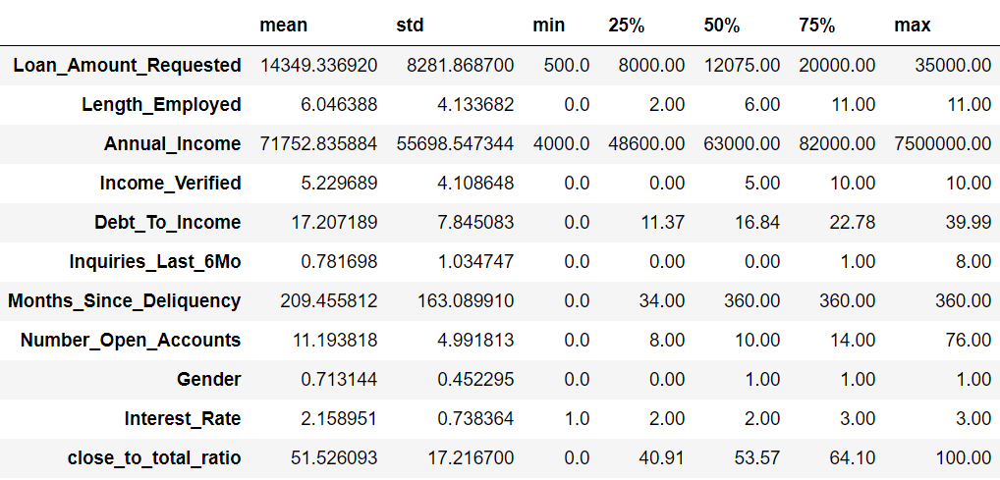 mean std min 25% 50% 75% max
Loan_Amount_Requested 14349.336920 8281.868700 500.0 8000.00 12075.00 20000.00 35000.00
Length_Employed 6.046388 4.133682 0.0 2.00 6.00 11.00 11.00
Annual_Income 71752.835884 55698.547344 4000.0 48600.00 63000.00 82000.00 7500000.00
Income_Verified 5.229689 4.108648 0.0 0.00 5.00 10.00 10.00
Debt_To_Income 17.207189 7.845083 0.0 11.37 16.84 22.78 39.99
Inquiries_Last_6Mo 0.781698 1.034747 0.0 0.00 0.00 1.00 8.00
Months_Since_Deliquency 209.455812 163.089910 0.0 34.00 360.00 360.00 360.00
Number_Open_Accounts 11.193818 4.991813 0.0 8.00 10.00 14.00 76.00
Gender 0.713144 0.452295 0.0 0.00 1.00 1.00 1.00
Interest_Rate 2.158951 0.738364 1.0 2.00 2.00 3.00 3.00
close_to_total_ratio 51.526093 17.216700 0.0 40.91 53.57 64.10 100.00